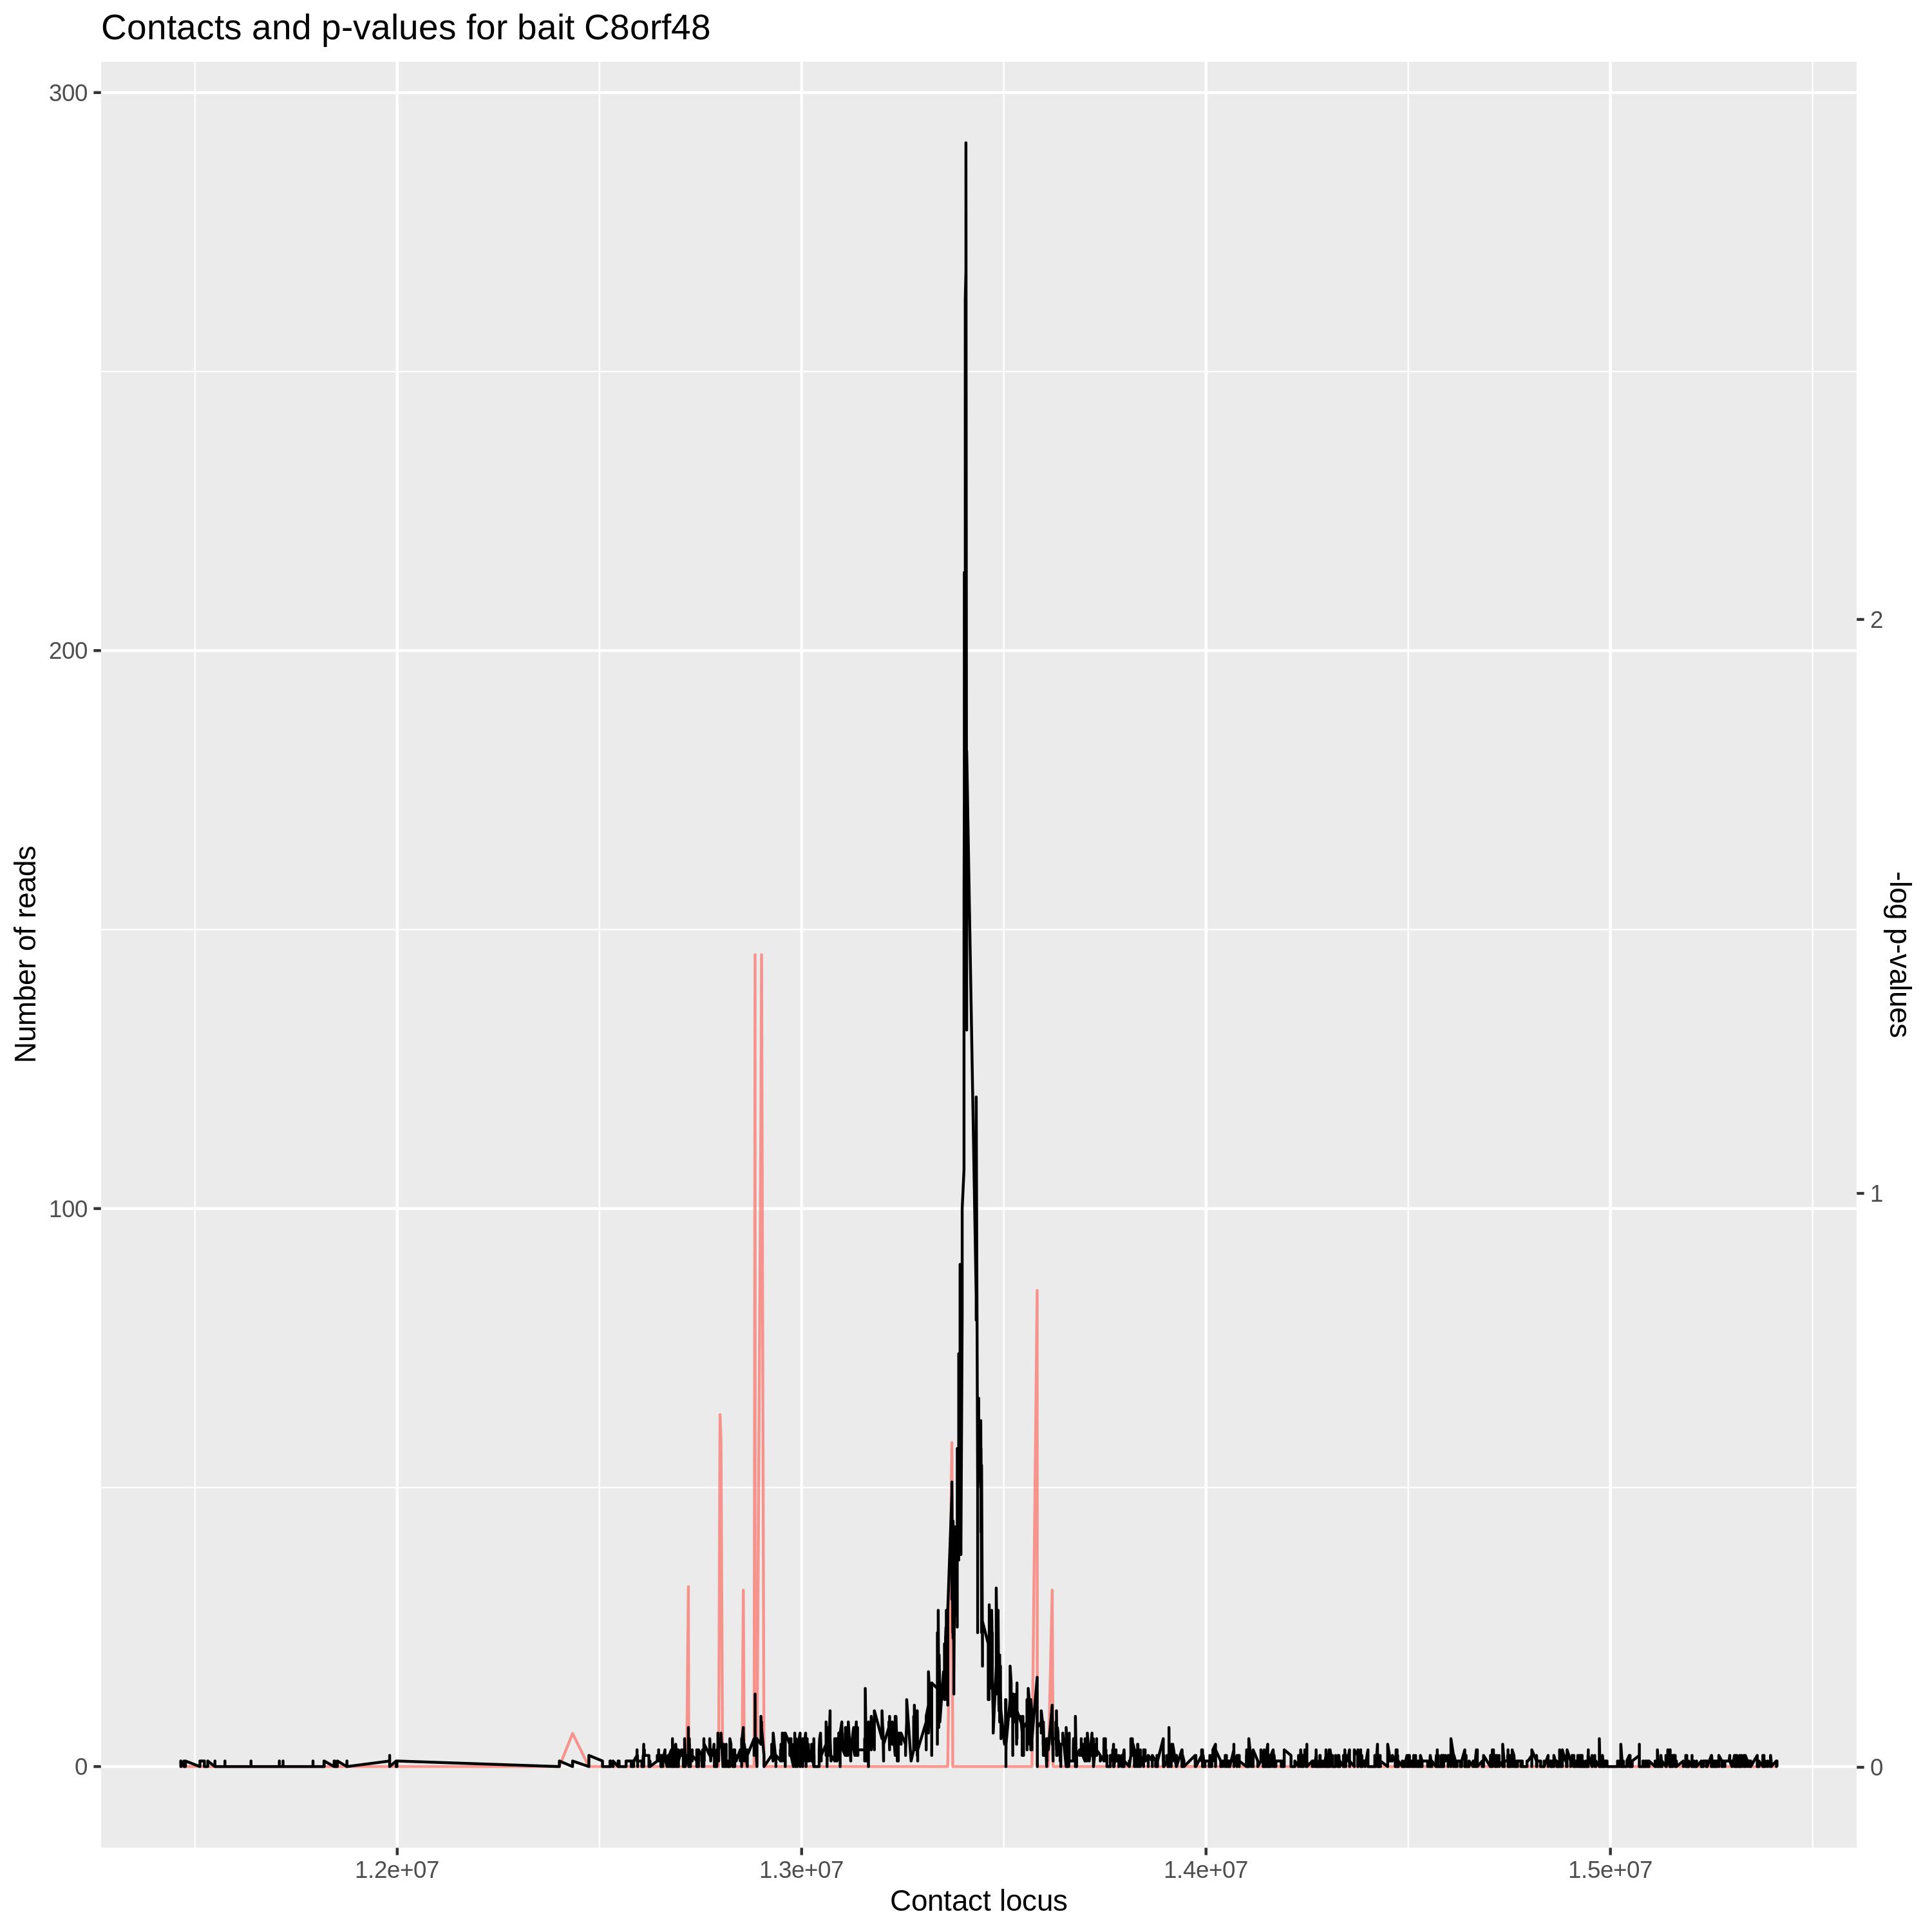 Contacts and p-values for bait C8orf48
300
200
100
0
Number of reads
2
1
0
-log p-values
1.2e+07
1.3e+07
1.4e+07
1.5e+07
Contact locus